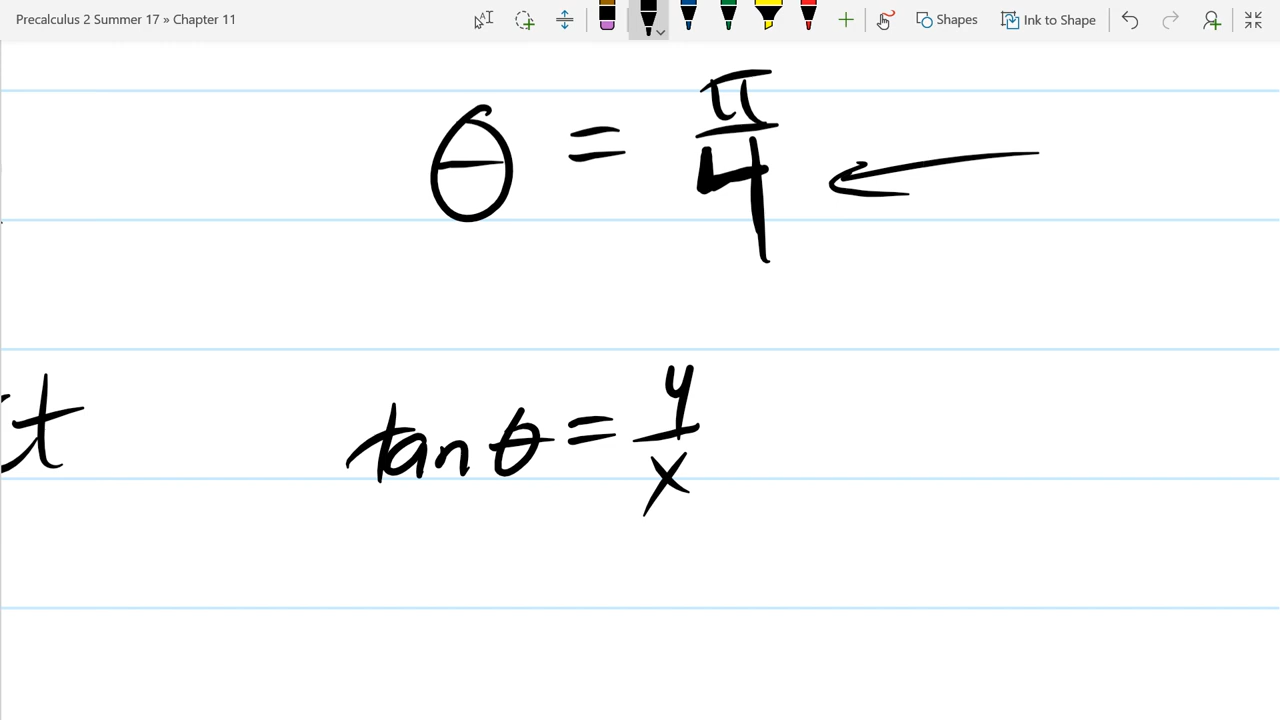 Precalculus 2 Summer 17 » Chapter 11
Shapes
Ink to Shape
θ = π/4
t
tan θ = y/x